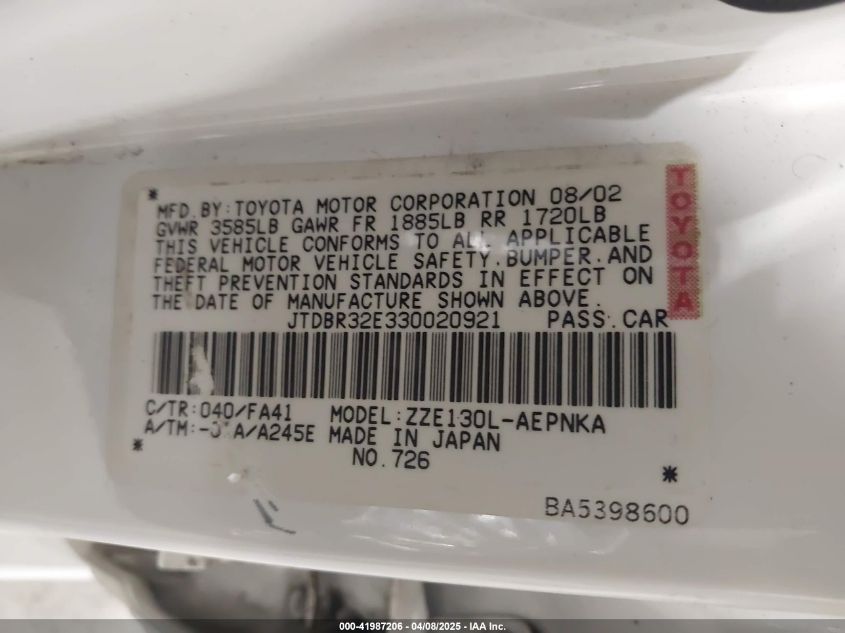 MFD. BY: TOYOTA MOTOR CORPORATION 08/02
GVWR 3585LB GAWR FR 1885LB RR 1720LB
THIS VEHICLE CONFORMS TO ALL APPLICABLE
FEDERAL MOTOR VEHICLE SAFETY.BUMPER.AND
THEFT PREVENTION STANDARDS IN EFFECT ON
THE DATE OF MANUFACTURE SHOWN ABOVE.
JTDBR32E330020921 PASS.CAR
TOYOTA
C/TR:040/FA41 MODEL:ZZE130L-AEPNKA
A/TM: A/A245E MADE IN JAPAN
NO.726
BA5398600
000-41987206 - 04/08/2025 - IAA Inc.